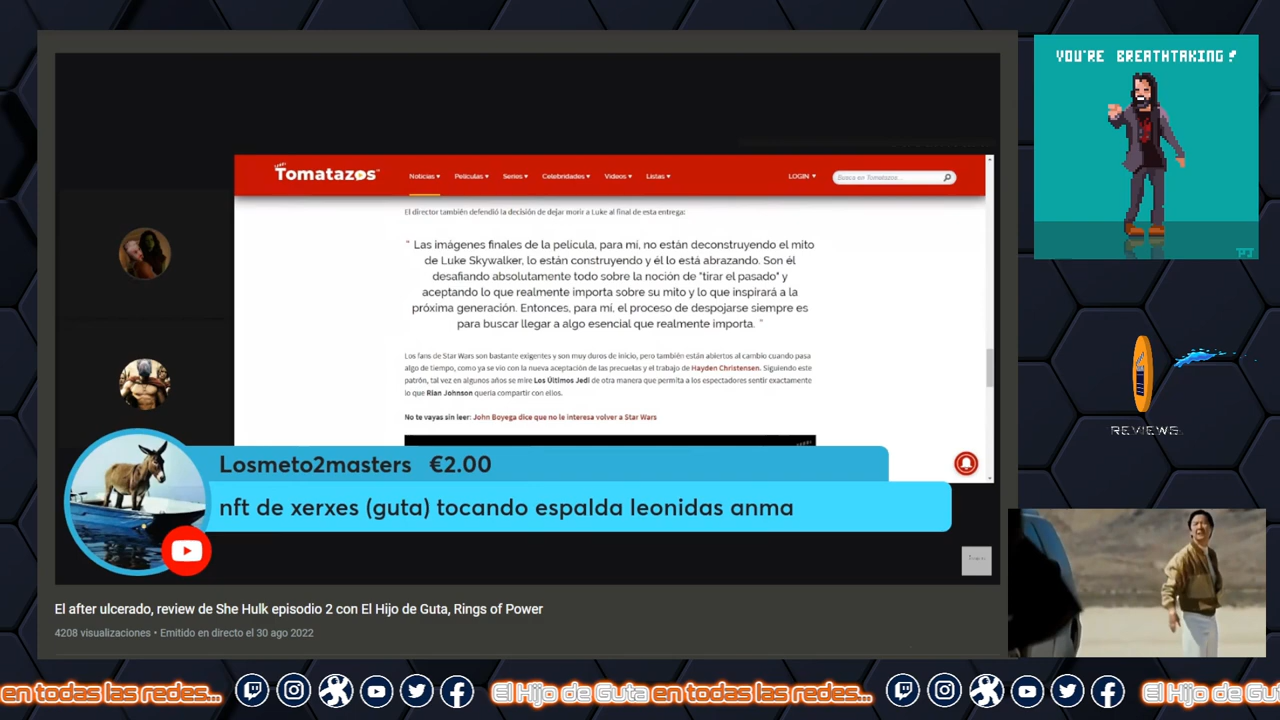 YOU'RE BREATHTAKING!
Tomatazos
Noticias
Películas
Series
Celebridades
Videos
Listas
LOGIN
Busca en Tomatazos...
El director también defendió la decisión de dejar morir a Luke al final de esta entrega:
" Las imágenes finales de la película, para mí, no están deconstruyendo el mito
de Luke Skywalker, lo están construyendo y él lo está abrazando. Son él
desafiando absolutamente todo sobre la noción de "tirar el pasado" y
aceptando lo que realmente importa sobre su mito y lo que inspirará a la
próxima generación. Entonces, para mí, el proceso de despojarse siempre es
para buscar llegar a algo esencial que realmente importa. "
Los fans de Star Wars son bastante exigentes y son muy duros de inicio, pero también están abiertos al cambio cuando pasa
algo de tiempo, como ya se vio con la nueva aceptación de las precuelas y el trabajo de Hayden Christensen. Siguiendo este
patrón, tal vez en algunos años se mire Los Últimos Jedi de otra manera que permita a los espectadores sentir exactamente
lo que Rian Johnson quería compartir con ellos.
No te vayas sin leer: John Boyega dice que no le interesa volver a Star Wars
REVIEWS
Losmeto2masters €2.00
nft de xerxes (guta) tocando espalda leonidas anma
El after ulcerado, review de She Hulk episodio 2 con El Hijo de Guta, Rings of Power
4208 visualizaciones • Emitido en directo el 30 ago 2022
en todas las redes... El Hijo de Guta en todas las redes... El Hijo de Gut